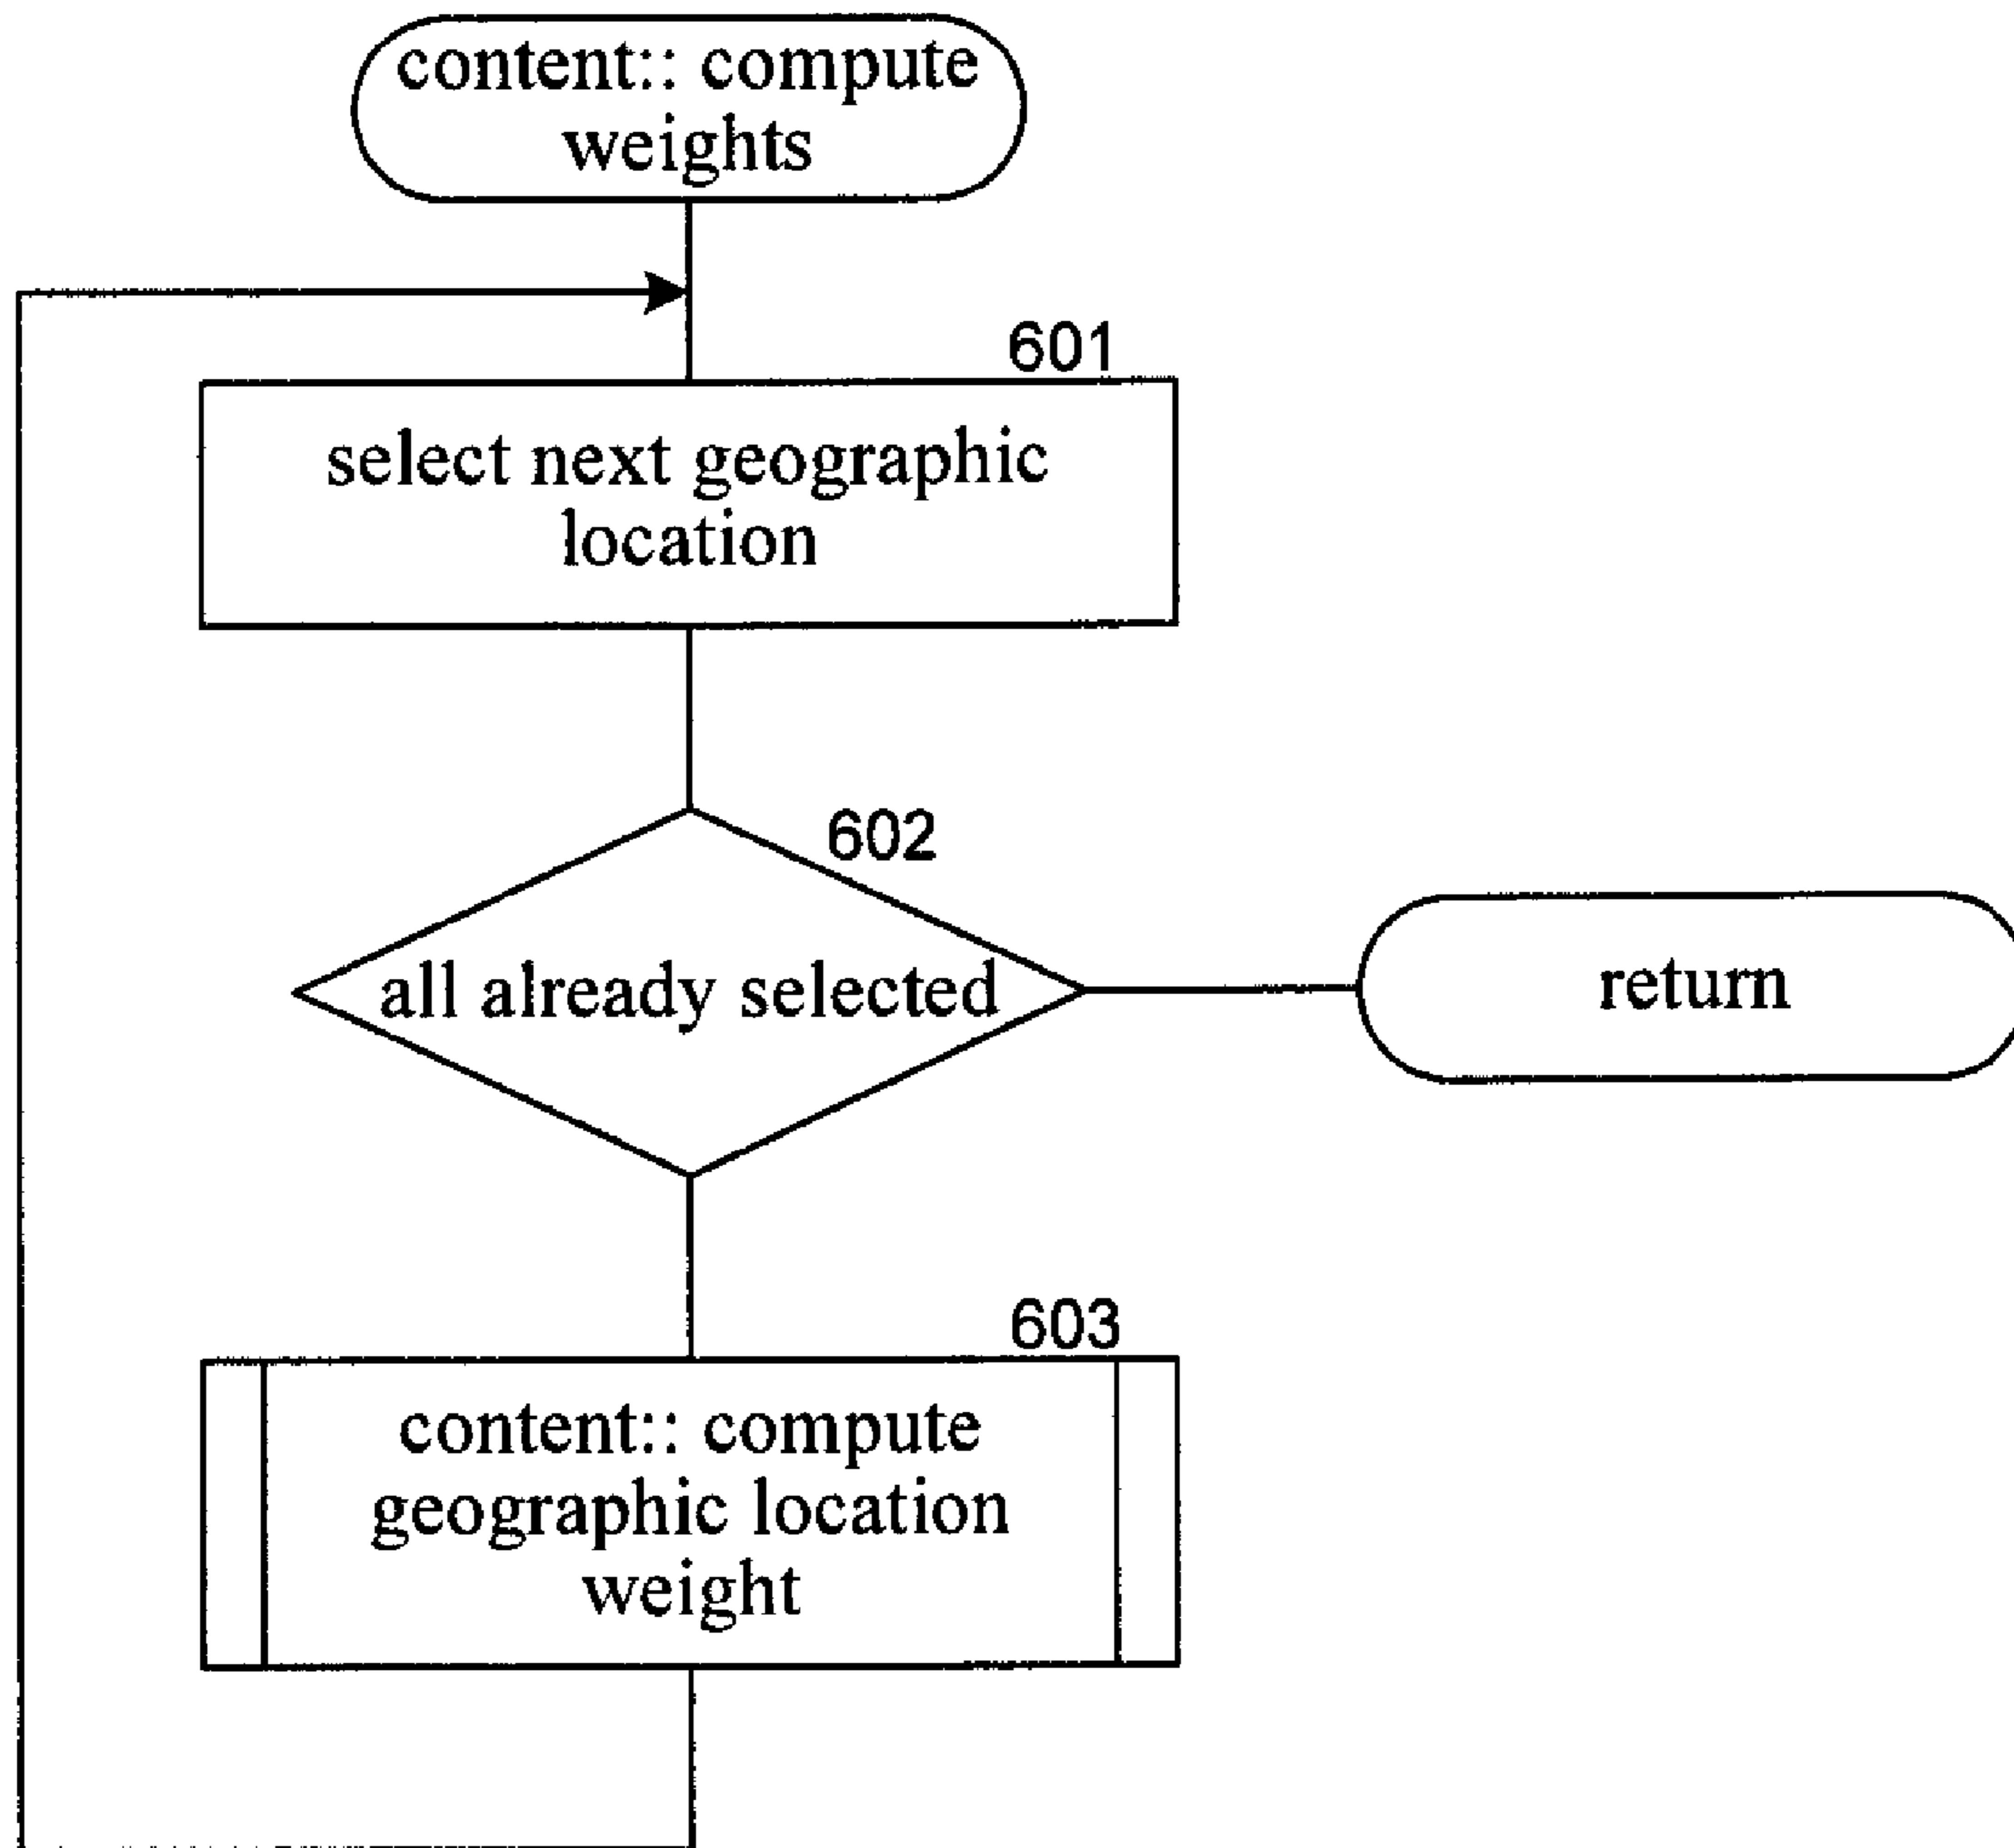 content:: compute
weights
601
select next geographic
location
602
all already selected
return
603
content:: compute
geographic location
weight